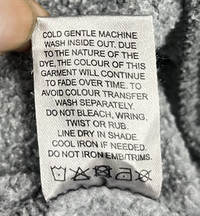 COLD GENTLE MACHINE
WASH INSIDE OUT. DUE
TO THE NATURE OF THE
DYE, THE COLOUR OF THIS
GARMENT WILL CONTINUE
TO FADE OVER TIME. TO
AVOID COLOUR TRANSFER
WASH SEPARATELY.
DO NOT BLEACH, WRING,
TWIST OR RUB.
LINE DRY IN SHADE.
COOL IRON IF NEEDED.
DO NOT IRON EMB/TRIMS.